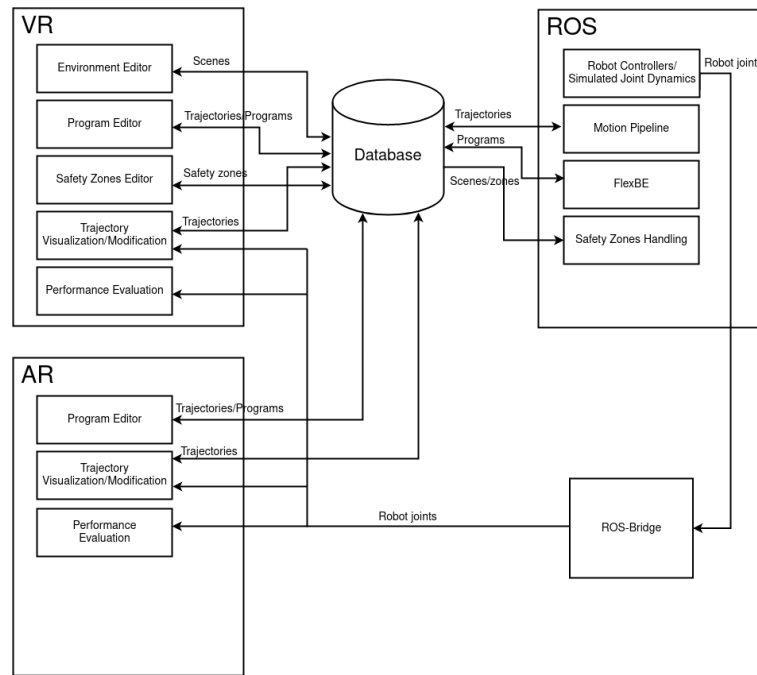 VR
Environment Editor
Scenes
Program Editor
Trajectories/Programs
Safety Zones Editor
Safety zones
Trajectory
Visualization/Modification
Trajectories
Performance Evaluation
Database
ROS
Robot Controllers/
Simulated Joint Dynamics
Robot joint
Trajectories
Motion Pipeline
Programs
FlexBE
Scenes/zones
Safety Zones Handling
AR
Program Editor
Trajectories/Programs
Trajectory
Visualization/Modification
Trajectories
Performance
Evaluation
Robot joints
ROS-Bridge